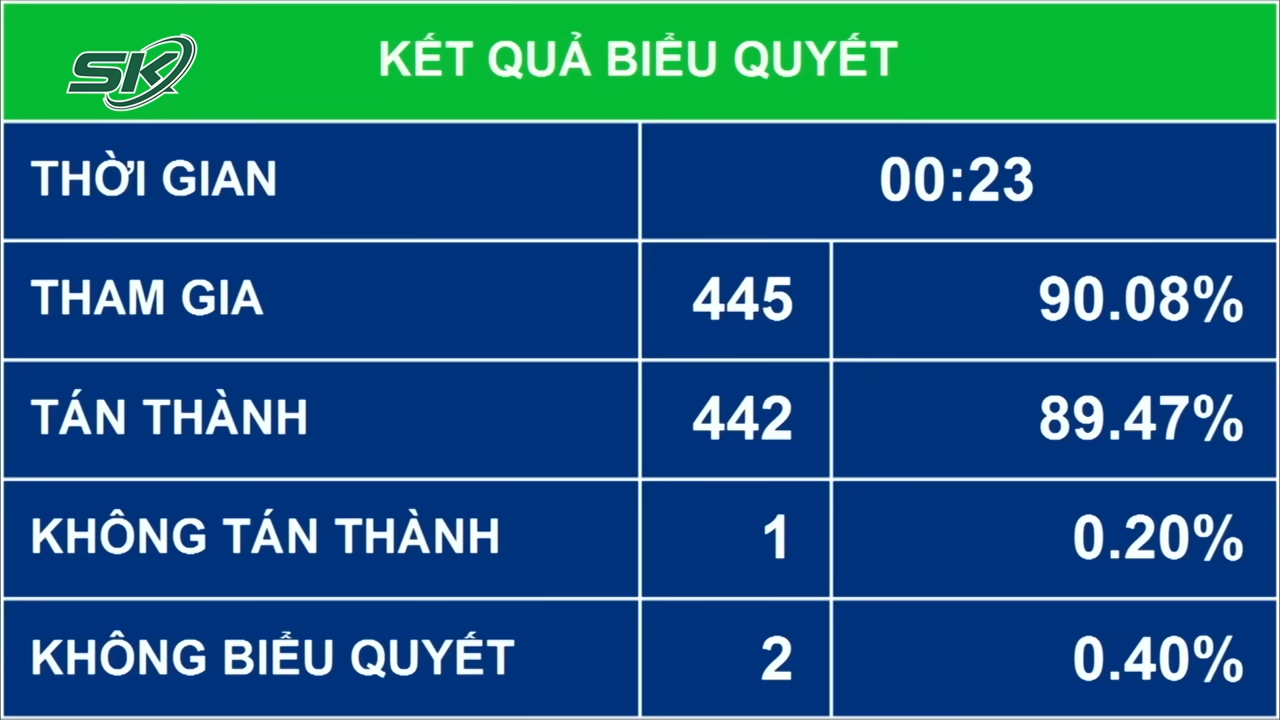 SK
KẾT QUẢ BIỂU QUYẾT
THỜI GIAN 00:23
THAM GIA 445 90.08%
TÁN THÀNH 442 89.47%
KHÔNG TÁN THÀNH 1 0.20%
KHÔNG BIỂU QUYẾT 2 0.40%